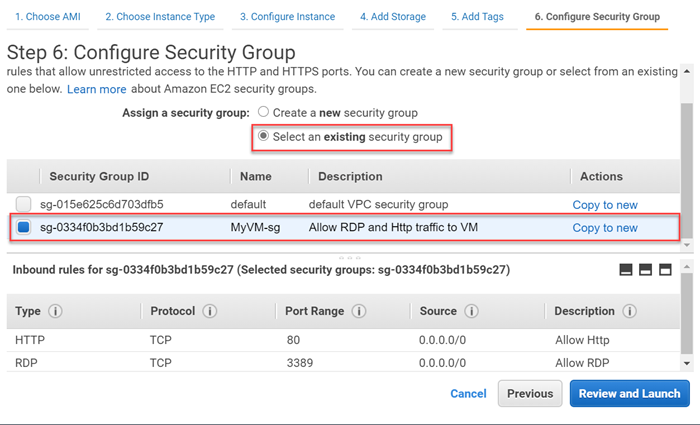 1. Choose AMI 2. Choose Instance Type 3. Configure Instance 4. Add Storage 5. Add Tags 6. Configure Security Group
Step 6: Configure Security Group
rules that allow unrestricted access to the HTTP and HTTPS ports. You can create a new security group or select from an existing
one below. Learn more about Amazon EC2 security groups.
Assign a security group: Create a new security group
Select an existing security group
Security Group ID Name Description Actions
sg-015e625c6d703dfb5 default default VPC security group Copy to new
sg-0334f0b3bd1b59c27 MyVM-sg Allow RDP and Http traffic to VM Copy to new
Inbound rules for sg-0334f0b3bd1b59c27 (Selected security groups: sg-0334f0b3bd1b59c27)
Type i Protocol i Port Range i Source i Description i
HTTP TCP 80 0.0.0.0/0 Allow Http
RDP TCP 3389 0.0.0.0/0 Allow RDP
Cancel Previous Review and Launch